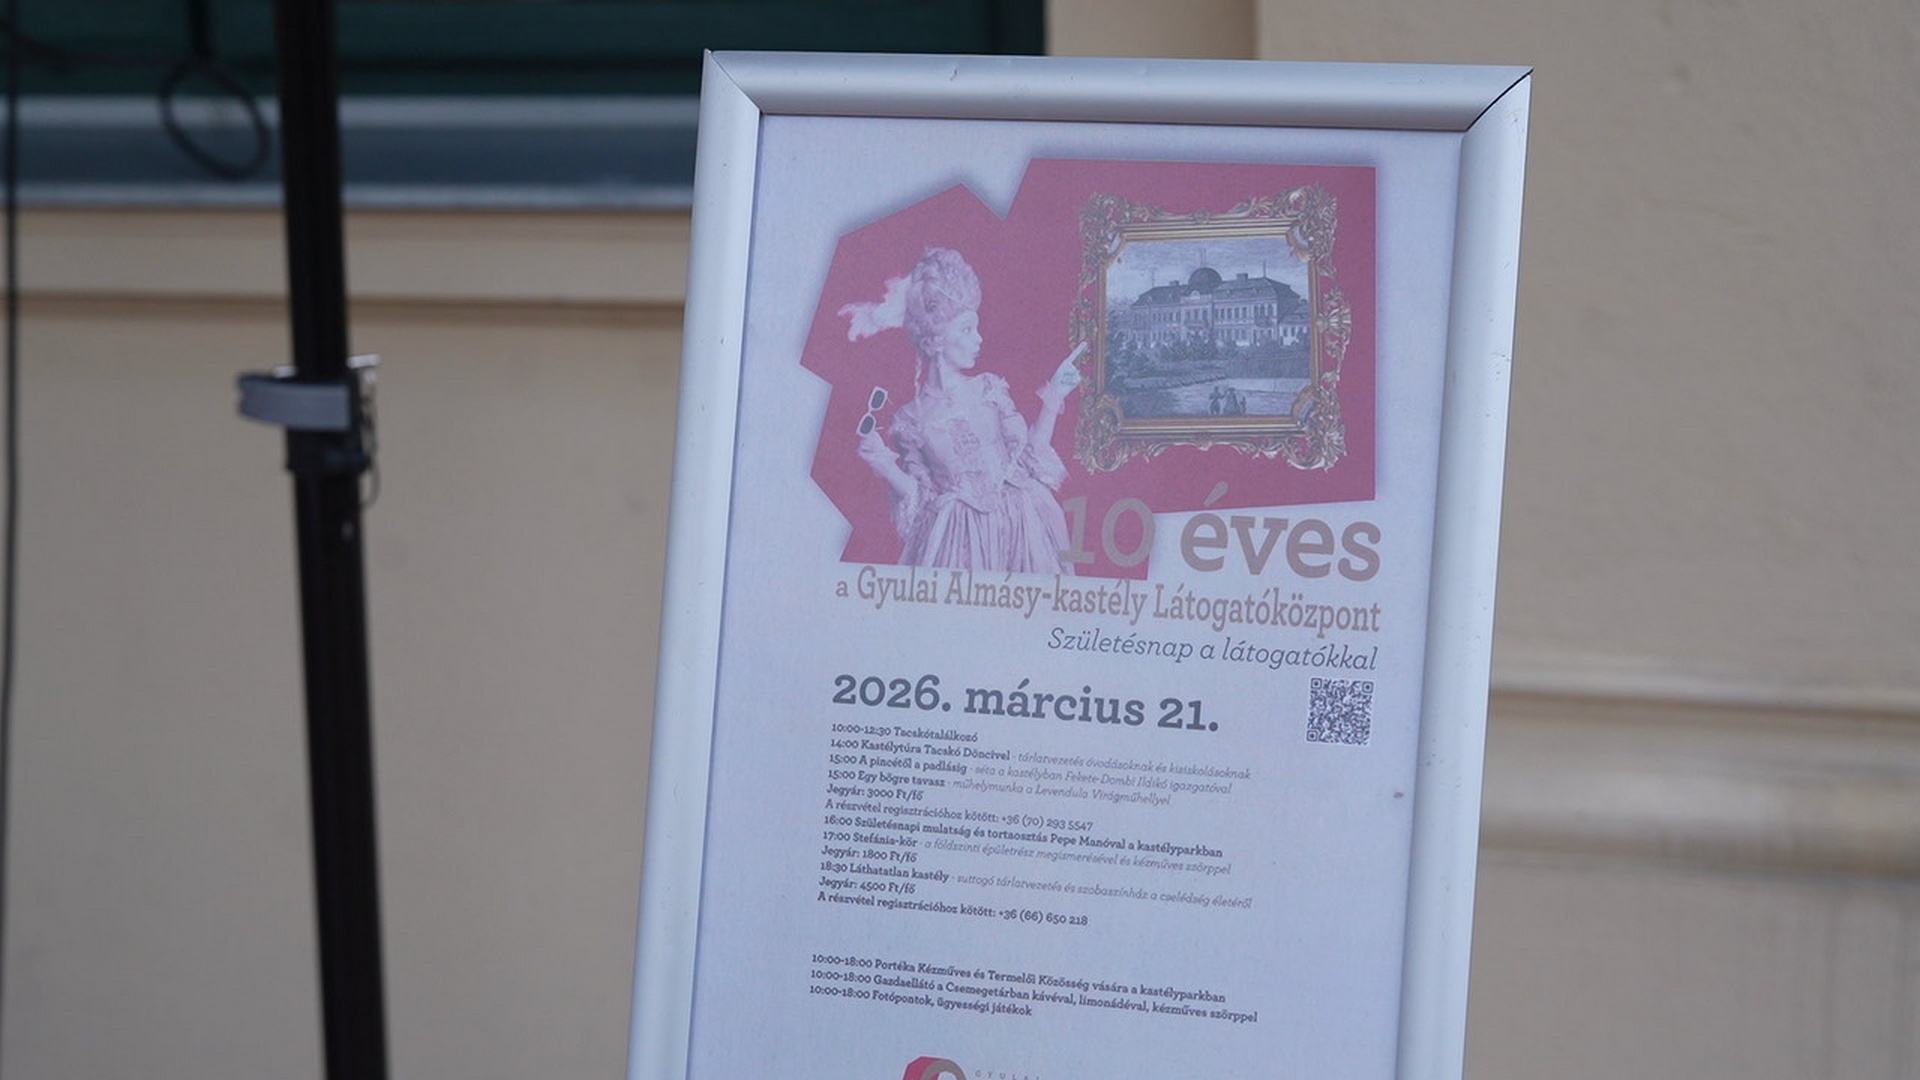 10 éves
a Gyulai Almásy-kastély Látogatóközpont
Születésnap a látogatókkal
2026. március 21.
10:00-12:30 Tacskótalálkozó
14:00 Kastélytúra Tacskó Döncivel - tárlatvezetés óvodásoknak és kisiskolásoknak
15:00 A pincétől a padlásig - séta a kastélyban Fekete-Dombi Ildikó igazgatóval
15:00 Egy bögre tavasz - műhelymunka a Levendula Virágműhellyel
Jegyár: 3000 Ft/fő
A részvétel regisztrációhoz kötött: +36 (70) 293 5547
16:00 Születésnapi mulatság és tortaosztás Pepe Manóval a kastélyparkban
17:00 Stefánia-kör - a földszinti épületrész megismerésével és kézműves szörppel
Jegyár: 1800 Ft/fő
18:30 Láthatatlan kastély - suttogó tárlatvezetés és szobaszínház a cselédség életéről
Jegyár: 4500 Ft/fő
A részvétel regisztrációhoz kötött: +36 (66) 650 218
10:00-18:00 Portéka Kézműves és Termelői Közösség vására a kastélyparkban
10:00-18:00 Gazdaellátó a Csemegetárban kávéval, limonádéval, kézműves szörppel
10:00-18:00 Fotópontok, ügyességi játékok
GYULAI